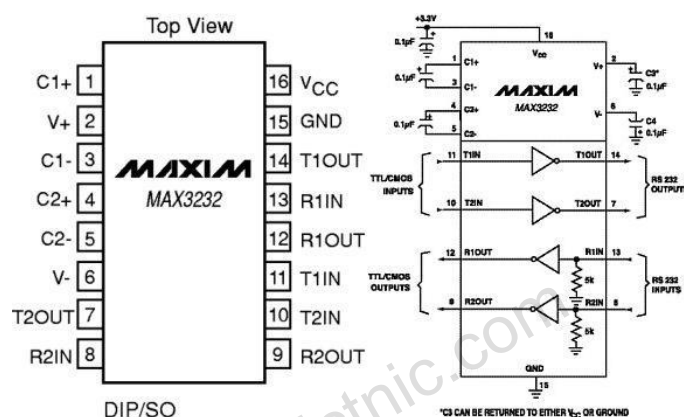 Top View
C1+ 1
V+ 2
C1- 3
C2+ 4
C2- 5
V- 6
T2OUT 7
R2IN 8
MAXIM
MAX3232
16 VCC
15 GND
14 T1OUT
13 R1IN
12 R1OUT
11 T1IN
10 T2IN
9 R2OUT
DIP/SO
+3.3V
0.1µF
16
VCC
1 C1+
0.1µF
3 C1-
4 C2+
0.1µF
5 C2-
MAXIM
MAX3232
V+ 2
C3*
0.1µF
V- 6
C4
0.1µF
TTL/CMOS
INPUTS
11 T1IN
T1OUT 14
10 T2IN
T2OUT 7
RS 232
OUTPUTS
TTL/CMOS
OUTPUTS
12 R1OUT
R1IN 13
5k
9 R2OUT
R2IN 8
5k
RS 232
INPUTS
GND
15
*C3 CAN BE RETURNED TO EITHER VCC OR GROUND